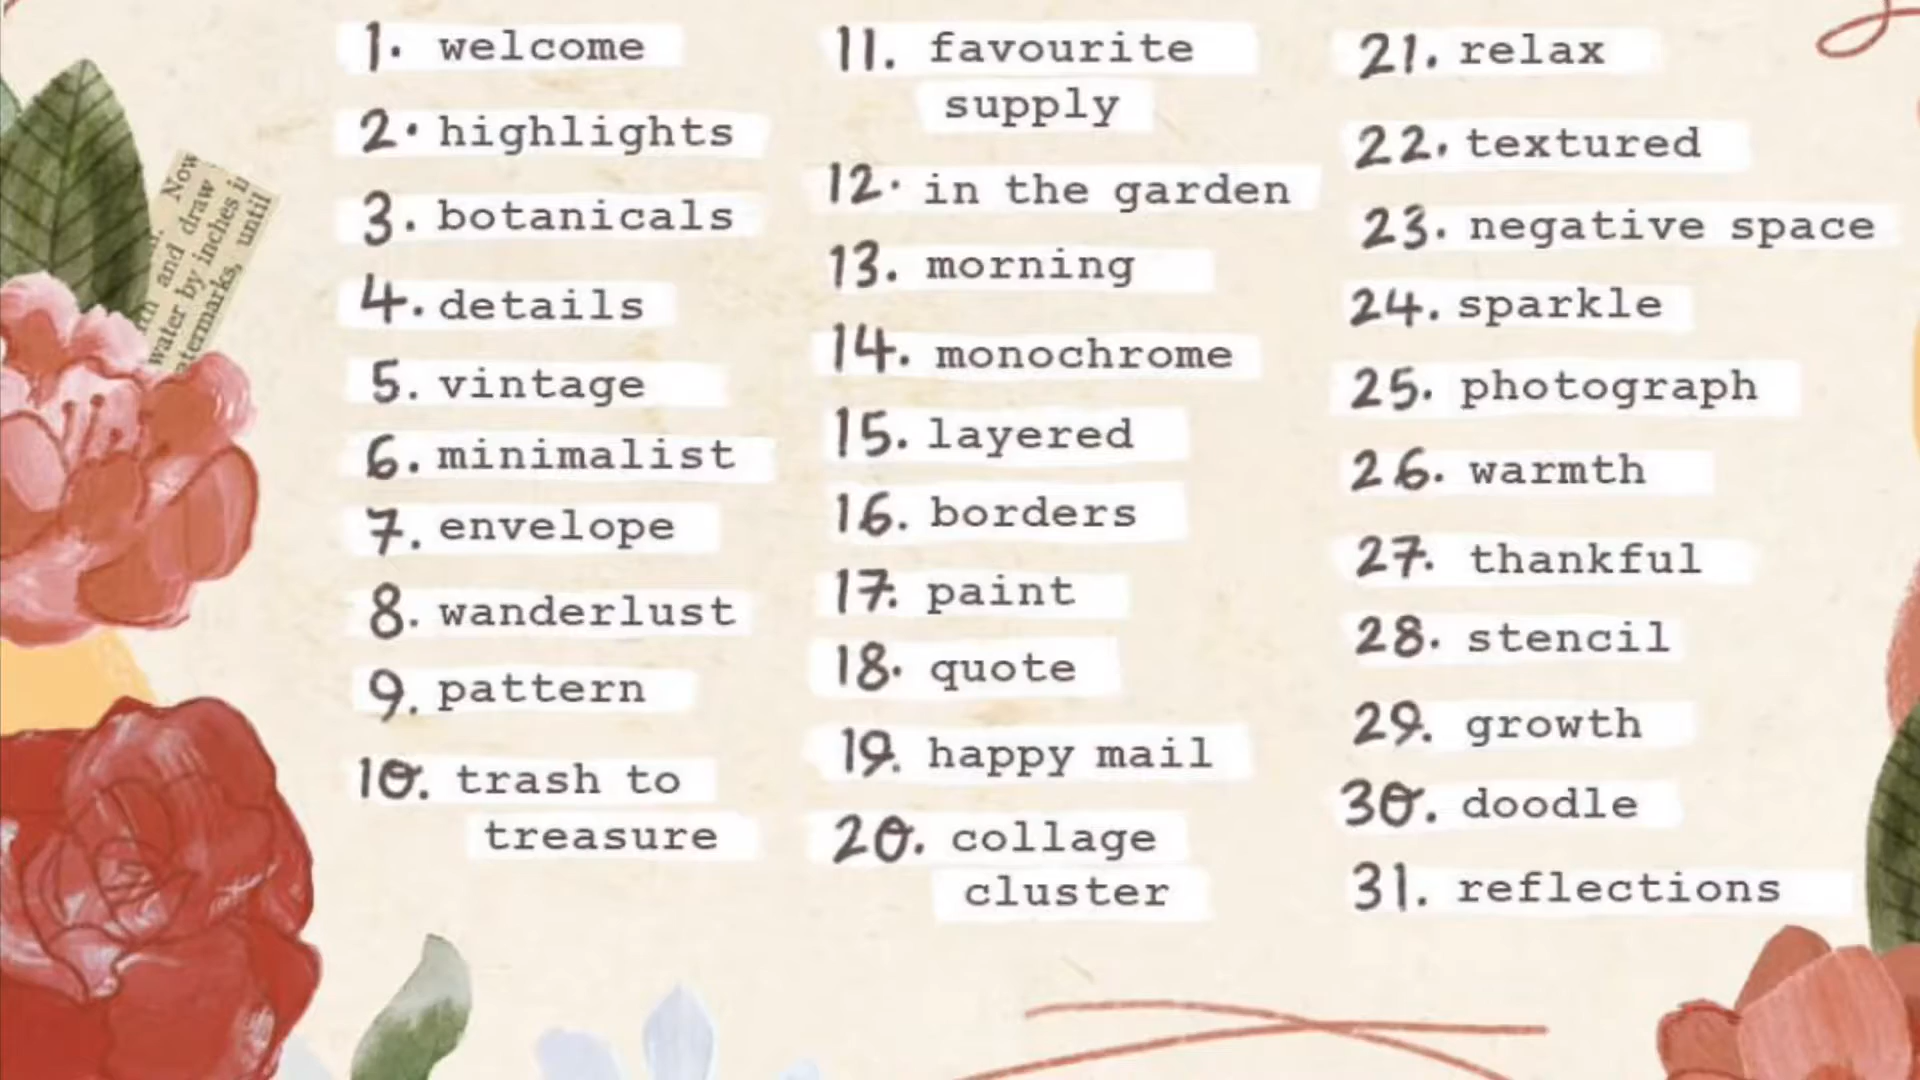 1. welcome
2. highlights
3. botanicals
4. details
5. vintage
6. minimalist
7. envelope
8. wanderlust
9. pattern
10. trash to
treasure
11. favourite
supply
12. in the garden
13. morning
14. monochrome
15. layered
16. borders
17. paint
18. quote
19. happy mail
20. collage
cluster
21. relax
22. textured
23. negative space
24. sparkle
25. photograph
26. warmth
27. thankful
28. stencil
29. growth
30. doodle
31. reflections
Now
and draw
water by inches
until